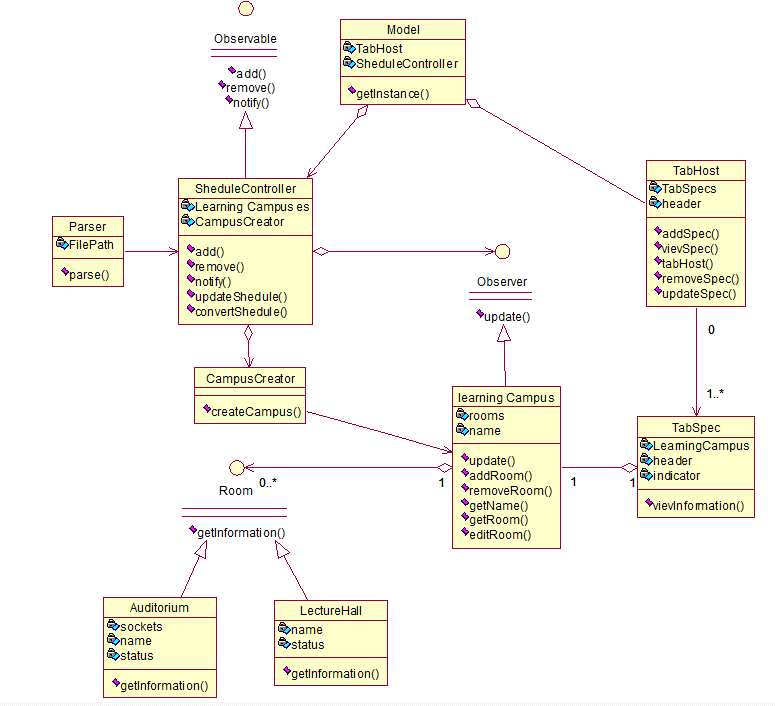 Observable
add()
remove()
notify()
Model
TabHost
SheduleController
getInstance()
SheduleController
Learning Campus es
CampusCreator
add()
remove()
notify()
updateShedule()
convertShedule()
Parser
FilePath
parse()
TabHost
TabSpecs
header
addSpec()
vievSpec()
tabHost()
removeSpec()
updateSpec()
Observer
update()
0
1..*
CampusCreator
createCampus()
learning Campus
rooms
name
update()
addRoom()
removeRoom()
getName()
getRoom()
editRoom()
TabSpec
LearningCampus
header
indicator
vievInformation()
1
1
1
0..*
Room
getInformation()
Auditorium
sockets
name
status
getInformation()
LectureHall
name
status
getInformation()